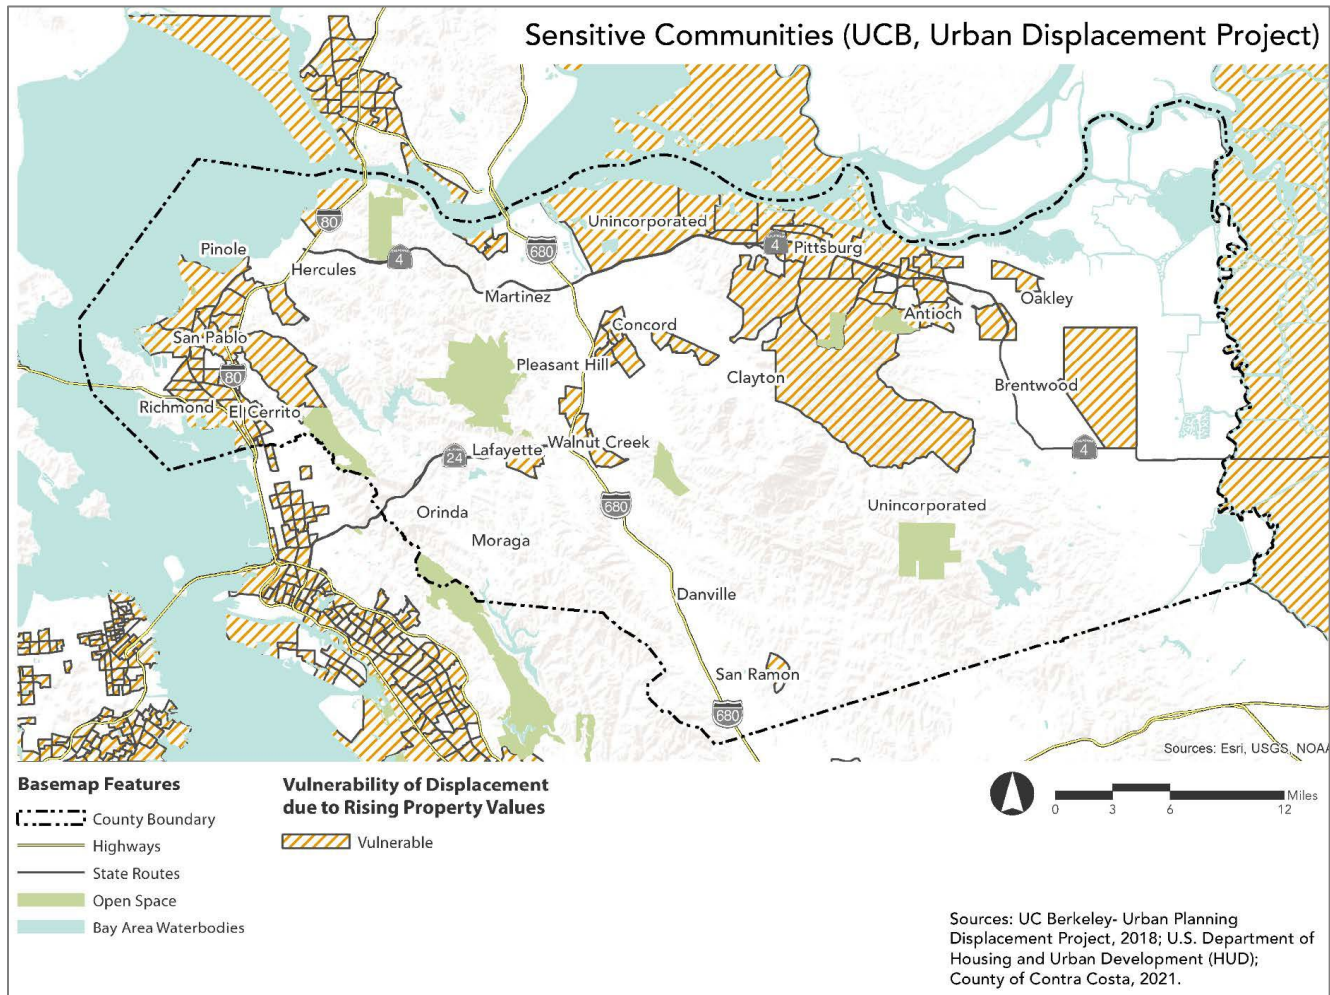 Sensitive Communities (UCB, Urban Displacement Project)
Unincorporated
80
Pinole
680
4
Pittsburg
Hercules
4
Martinez
Oakley
Antioch
San Pablo
Concord
Pleasant Hill
80
Clayton
Brentwood
Richmond
El Cerrito
Walnut Creek
4
24
Lafayette
680
Unincorporated
Orinda
Moraga
Danville
San Ramon
680
Sources: Esri, USGS, NOAA
Basemap Features
County Boundary
Highways
State Routes
Open Space
Bay Area Waterbodies
Vulnerability of Displacement
due to Rising Property Values
Vulnerable
Miles
0 3 6 12
Sources: UC Berkeley- Urban Planning
Displacement Project, 2018; U.S. Department of
Housing and Urban Development (HUD);
County of Contra Costa, 2021.